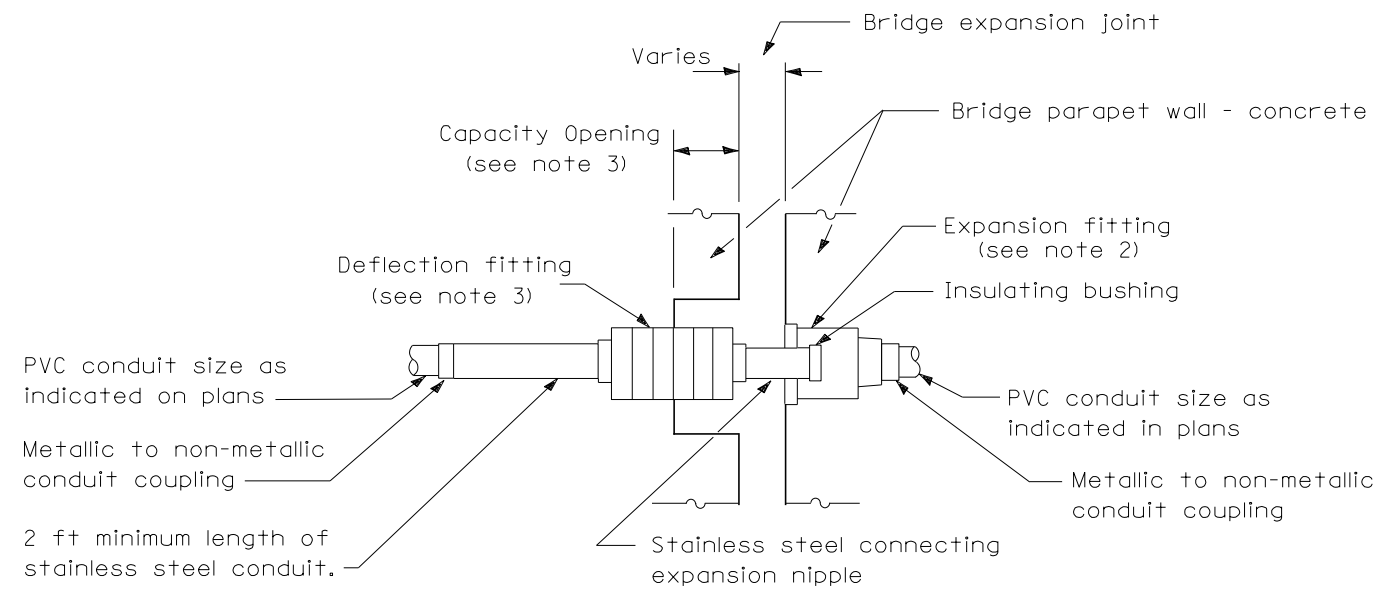 Bridge expansion joint
Varies
Bridge parapet wall - concrete
Capacity Opening
(see note 3)
Expansion fitting
(see note 2)
Deflection fitting
(see note 3)
Insulating bushing
PVC conduit size as
indicated on plans
PVC conduit size as
indicated in plans
Metallic to non-metallic
conduit coupling
Metallic to non-metallic
conduit coupling
2 ft minimum length of
stainless steel conduit.
Stainless steel connecting
expansion nipple